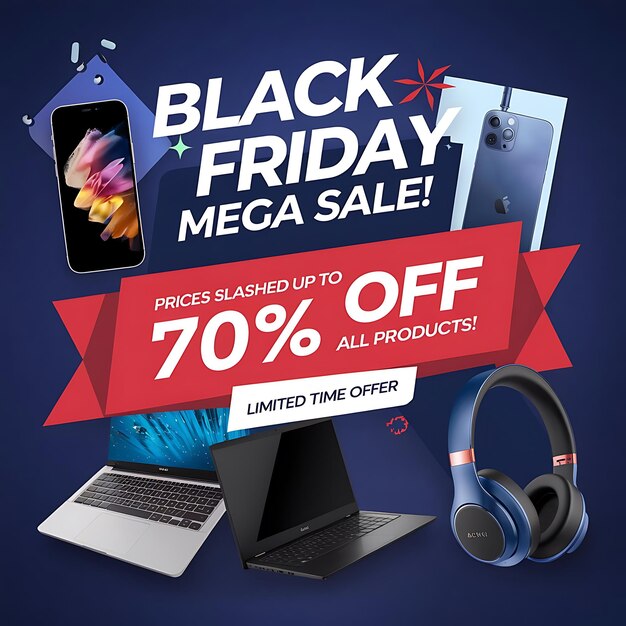 BLACK
FRIDAY
MEGA SALE!
PRICES SLASHED UP TO
70% OFF
ALL PRODUCTS!
LIMITED TIME OFFER